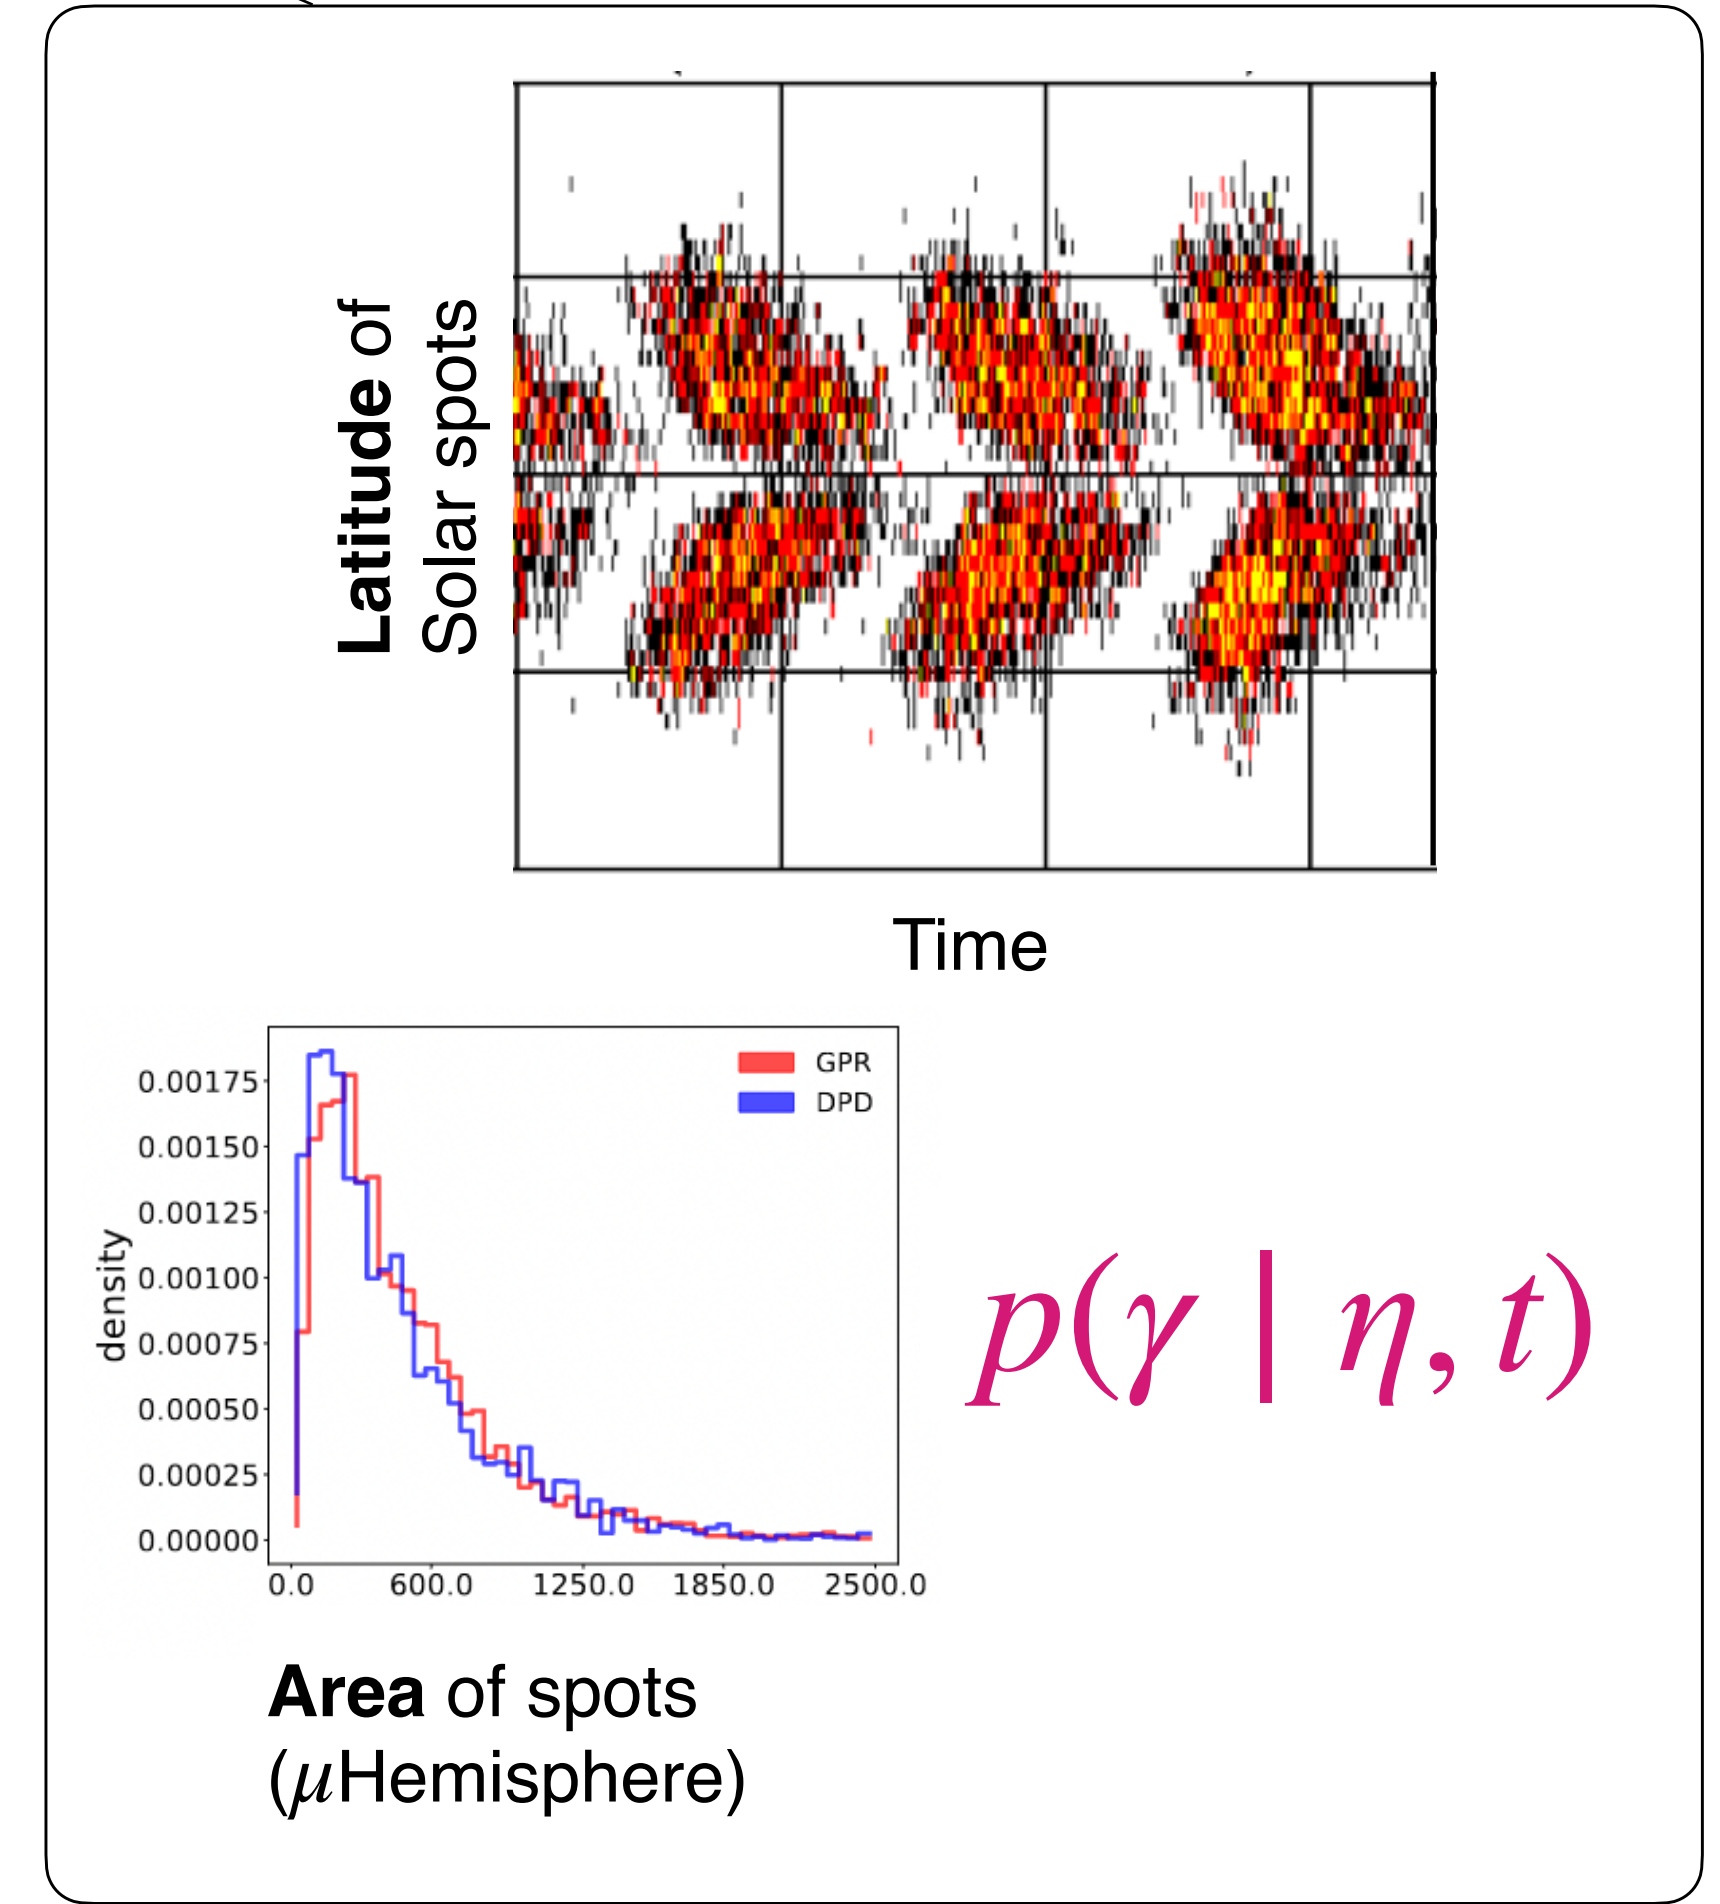 Latitude of
Solar spots
Time
GPR
DPD
0.00175
0.00150
0.00125
0.00100
0.00075
0.00050
0.00025
0.00000
density
0.0 600.0 1250.0 1850.0 2500.0
Area of spots
(μHemisphere)
p(γ | η, t)